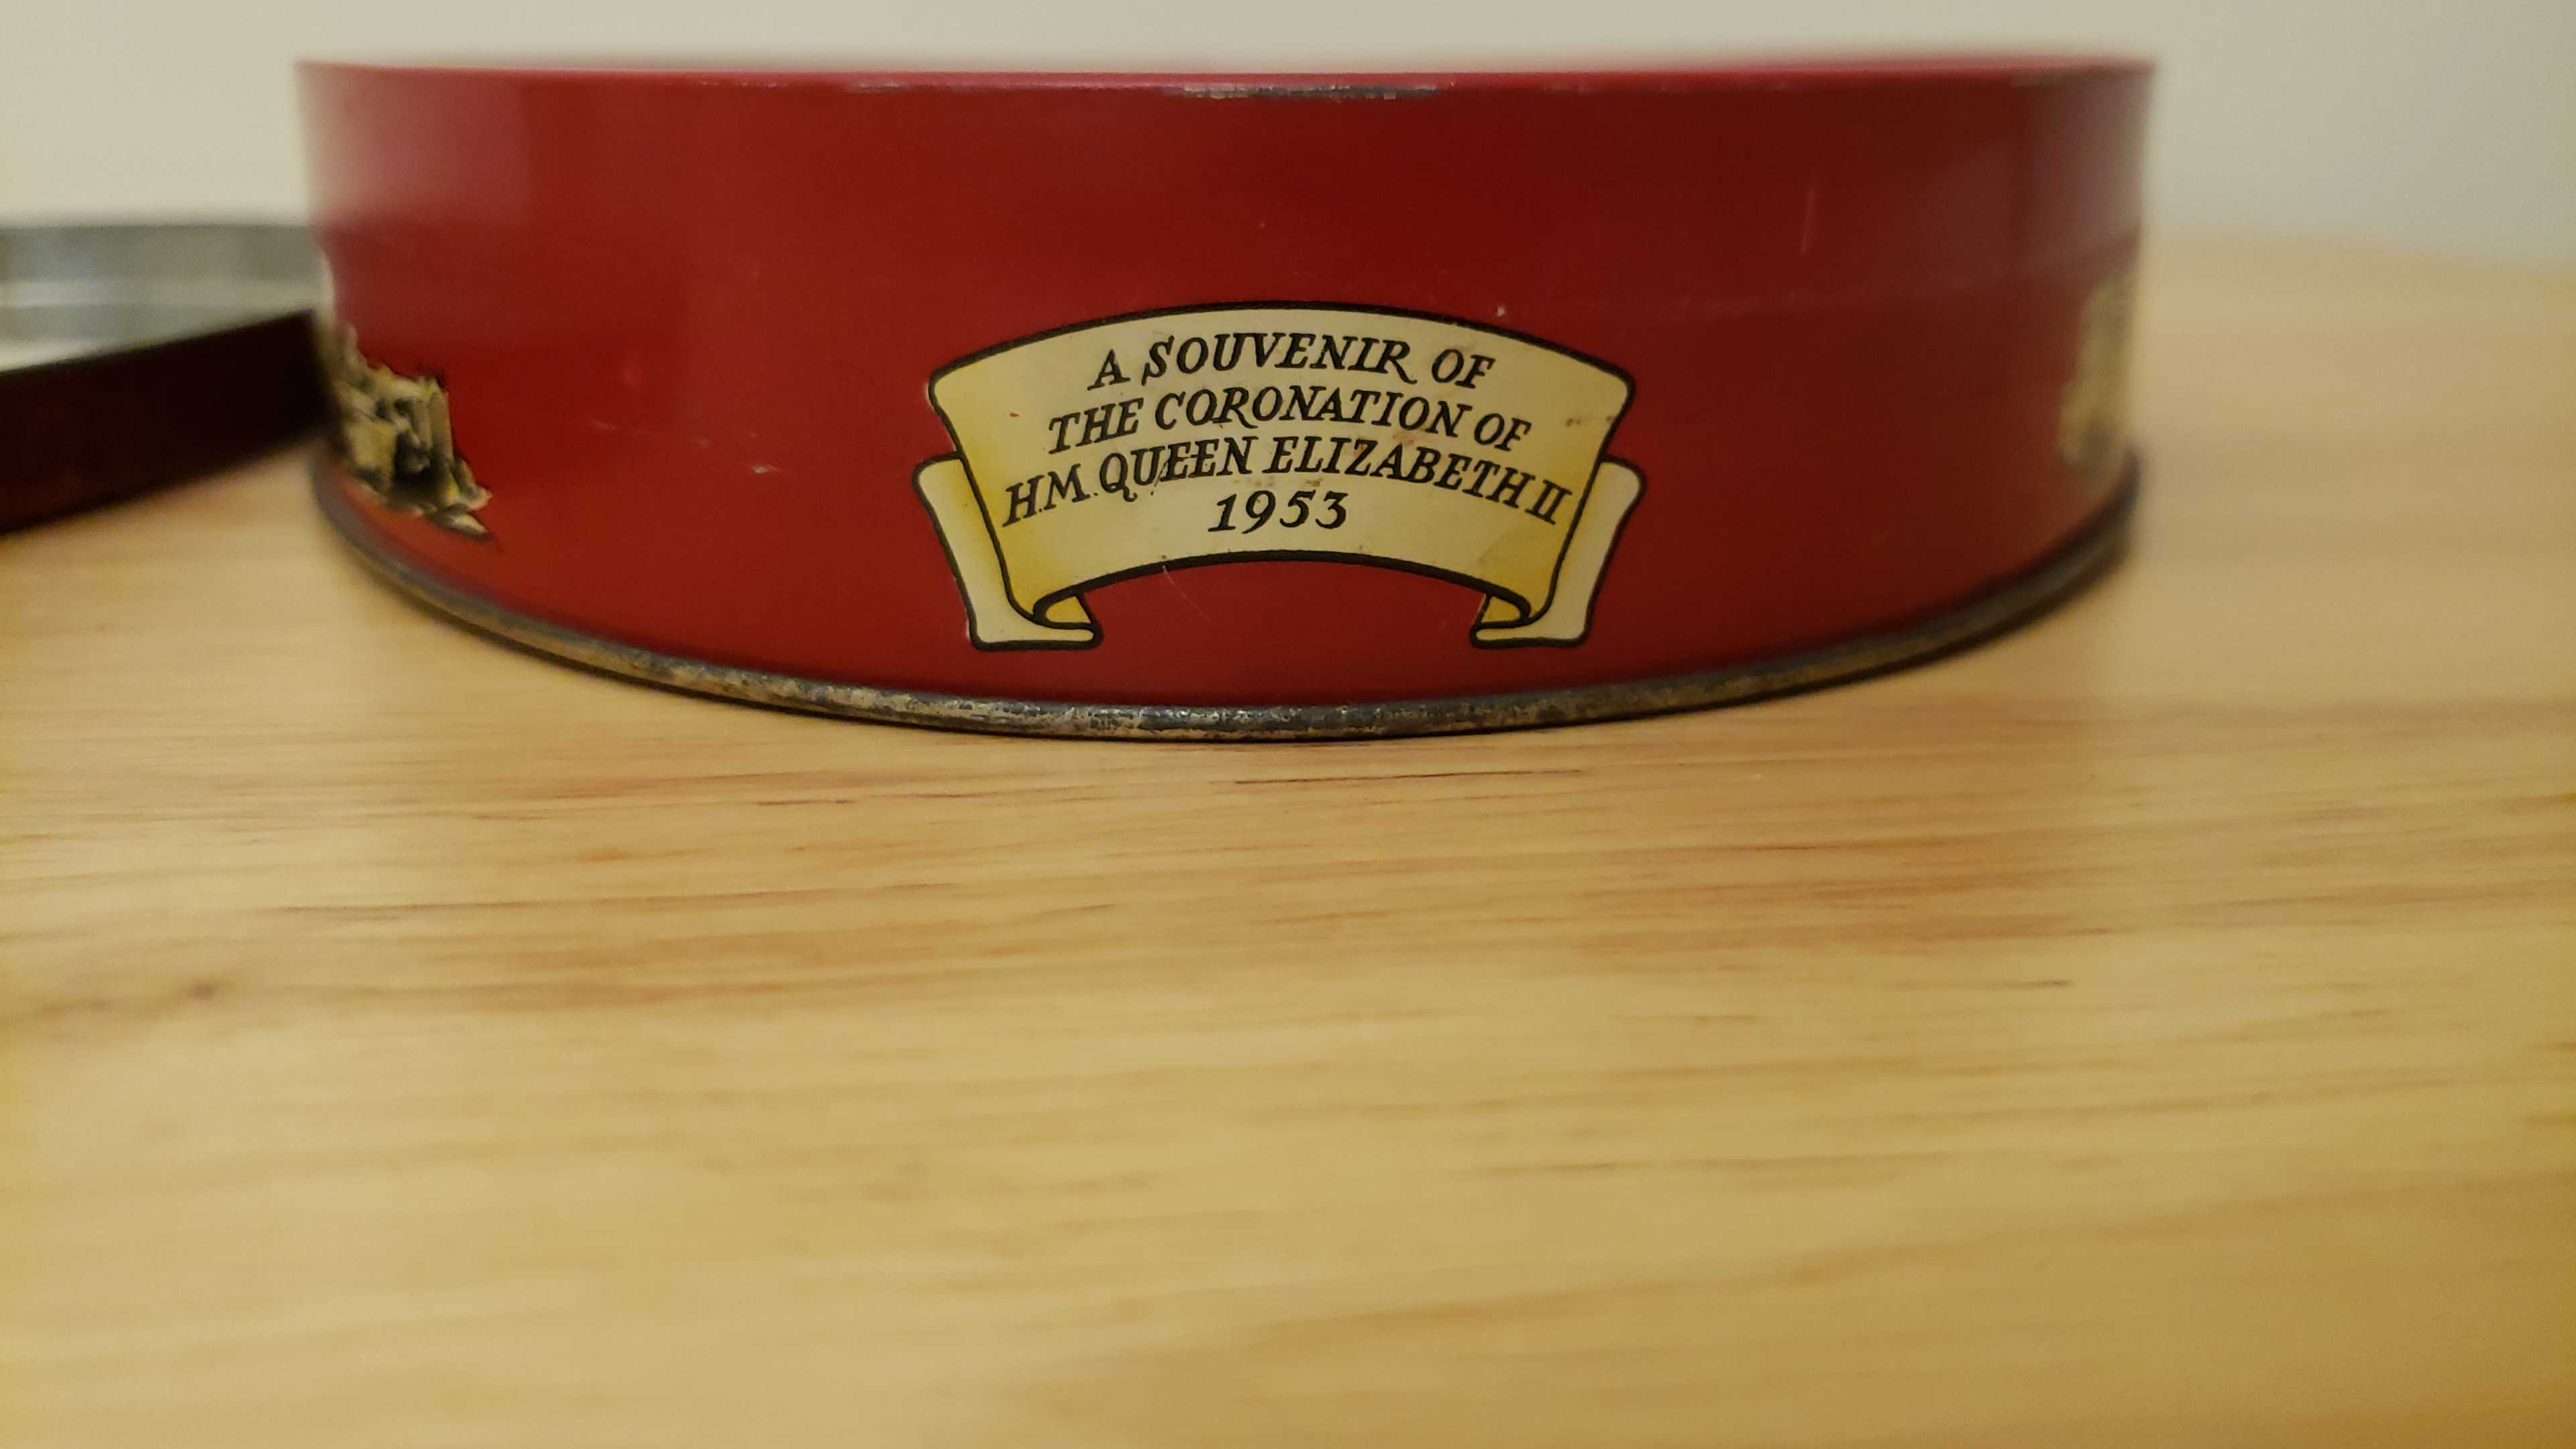 A SOUVENIR OF
THE CORONATION OF
H.M. QUEEN ELIZABETH II
1953